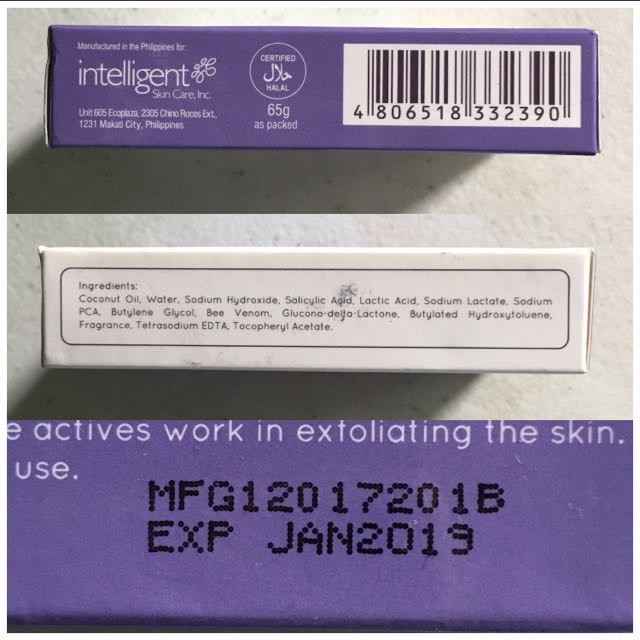 Manufactured in the Philippines for:
intelligent
Skin Care, Inc.
Unit 605 Ecoplaza, 2305 Chino Roces Ext.,
1231 Makati City, Philippines
CERTIFIED
حلال
HALAL
65g
as packed
4 806518 332390
Ingredients:
Coconut Oil, Water, Sodium Hydroxide, Salicylic Acid, Lactic Acid, Sodium Lactate, Sodium
PCA, Butylene Glycol, Bee Venom, Glucono-delta-Lactone, Butylated Hydroxytoluene,
Fragrance, Tetrasodium EDTA, Tocopheryl Acetate.
e actives work in exfoliating the skin.
use.
MFG12017201B
EXP JAN2019